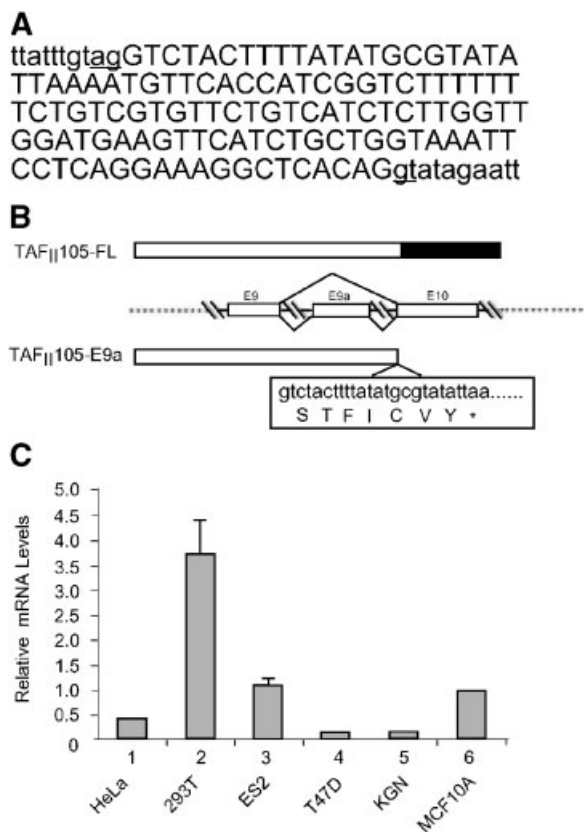 A
ttatttgtagGTCTACTTTTATATGCGTATA
TTAAAATGTTCACCATCGGTCTTTTTT
TCTGTCGTGTTCTGTCATCTCTTGGTT
GGATGAAGTTCATCTGCTGGTAAATT
CCTCAGGAAAGGCTCACAGgtatagaatt
B
TAFII105-FL
E9 E9a E10
TAFII105-E9a
gtctacttttatatgcgtatattaa......
S T F I C V Y *
C
Relative mRNA Levels
5.0
4.5
4.0
3.5
3.0
2.5
2.0
1.5
1.0
0.5
0
1 2 3 4 5 6
HeLa 293T ES2 T47D KGN MCF10A